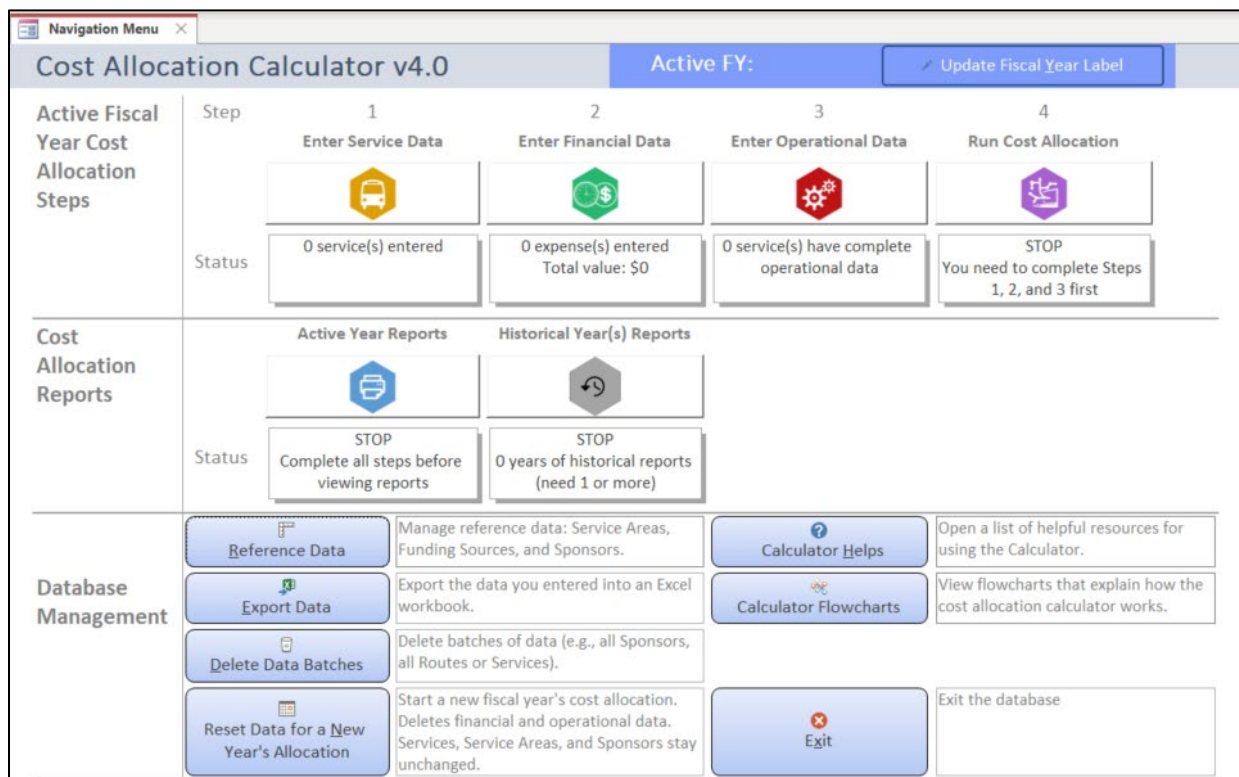 Navigation Menu
Cost Allocation Calculator v4.0
Active FY:
Update Fiscal Year Label
Active Fiscal
Year Cost
Allocation
Steps
Step
1
2
3
4
Enter Service Data
Enter Financial Data
Enter Operational Data
Run Cost Allocation
Status
0 service(s) entered
0 expense(s) entered
Total value: $0
0 service(s) have complete
operational data
STOP
You need to complete Steps
1, 2, and 3 first
Cost
Allocation
Reports
Active Year Reports
Historical Year(s) Reports
Status
STOP
Complete all steps before
viewing reports
STOP
0 years of historical reports
(need 1 or more)
Database
Management
Reference Data
Manage reference data: Service Areas,
Funding Sources, and Sponsors.
Calculator Helps
Open a list of helpful resources for
using the Calculator.
Export Data
Export the data you entered into an Excel
workbook.
Calculator Flowcharts
View flowcharts that explain how the
cost allocation calculator works.
Delete Data Batches
Delete batches of data (e.g., all Sponsors,
all Routes or Services).
Reset Data for a New
Year's Allocation
Start a new fiscal year's cost allocation.
Deletes financial and operational data.
Services, Service Areas, and Sponsors stay
unchanged.
Exit
Exit the database